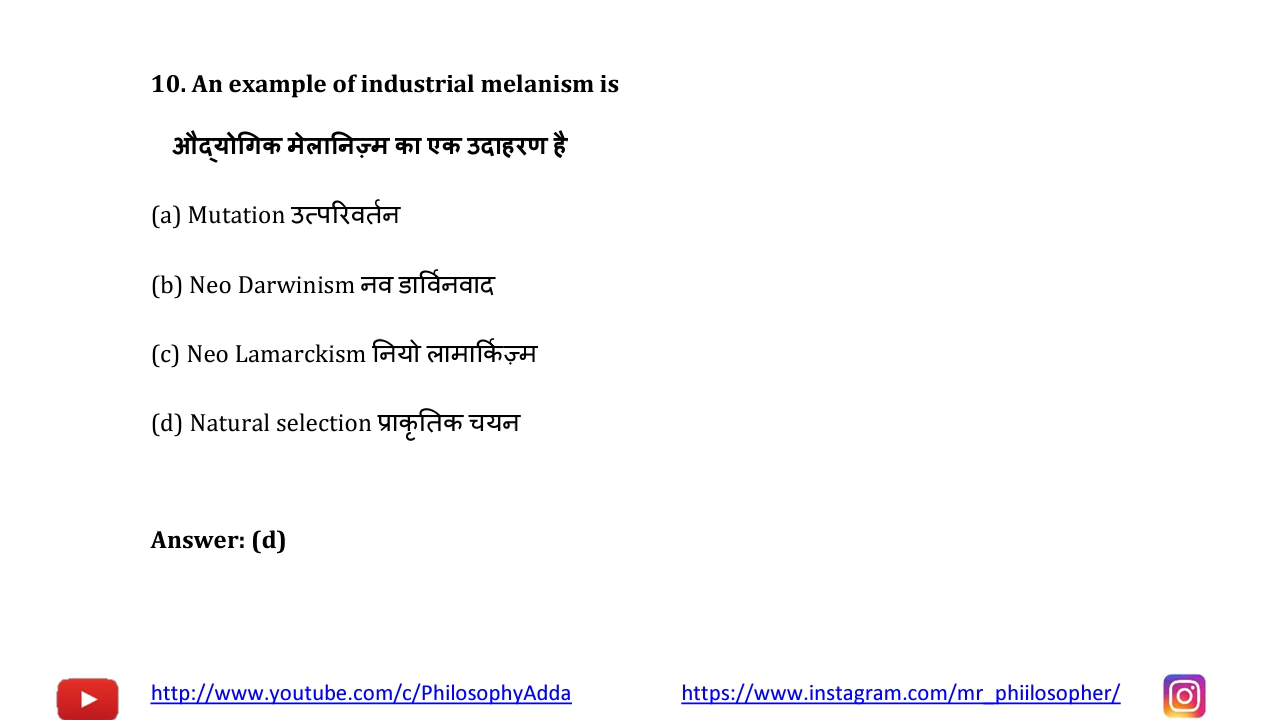 10. An example of industrial melanism is
औद्योगिक मेलानिज़्म का एक उदाहरण है
(a) Mutation उत्परिवर्तन
(b) Neo Darwinism नव डार्विनवाद
(c) Neo Lamarckism नियो लामार्किज़्म
(d) Natural selection प्राकृतिक चयन
Answer: (d)
http://www.youtube.com/c/PhilosophyAdda https://www.instagram.com/mr_phiilosopher/